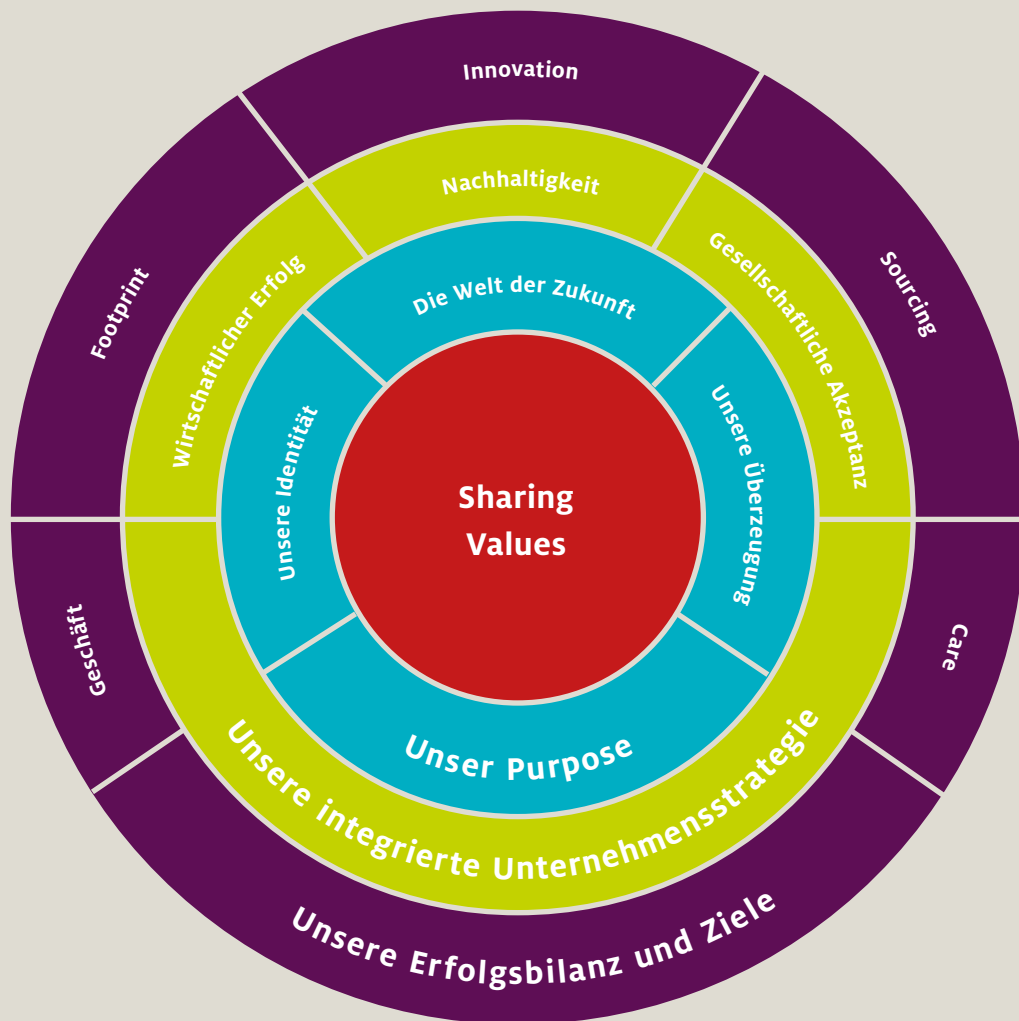 Innovation
Footprint
Sourcing
Geschäft
Care
Unsere Erfolgsbilanz und Ziele
Nachhaltigkeit
Wirtschaftlicher Erfolg
Gesellschaftliche Akzeptanz
Unsere integrierte Unternehmensstrategie
Die Welt der Zukunft
Unsere Identität
Unsere Überzeugung
Unser Purpose
Sharing
Values